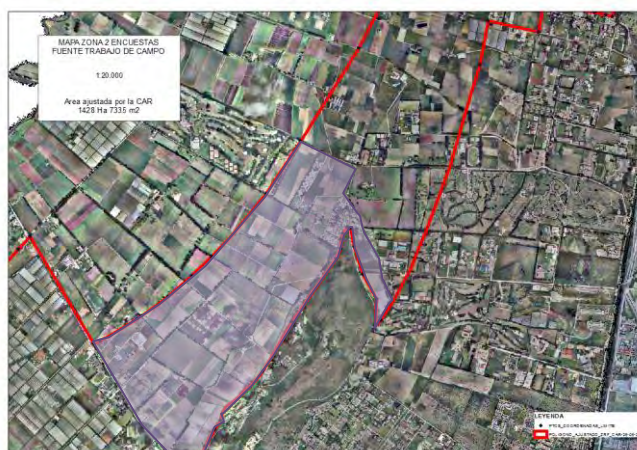 MAPA ZONA 2 ENCUESTAS
FUENTE TRABAJO DE CAMPO
1:20.000
Area ajustada por la CAR
1428 Ha 7335 m2
LEYENDA